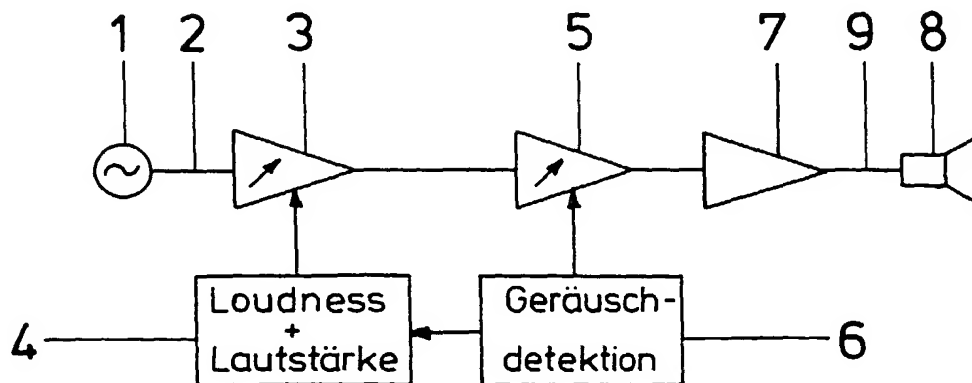 1 2 3 5 7 9 8
Loudness
+
Lautstärke
Geräusch-
detektion
4
6